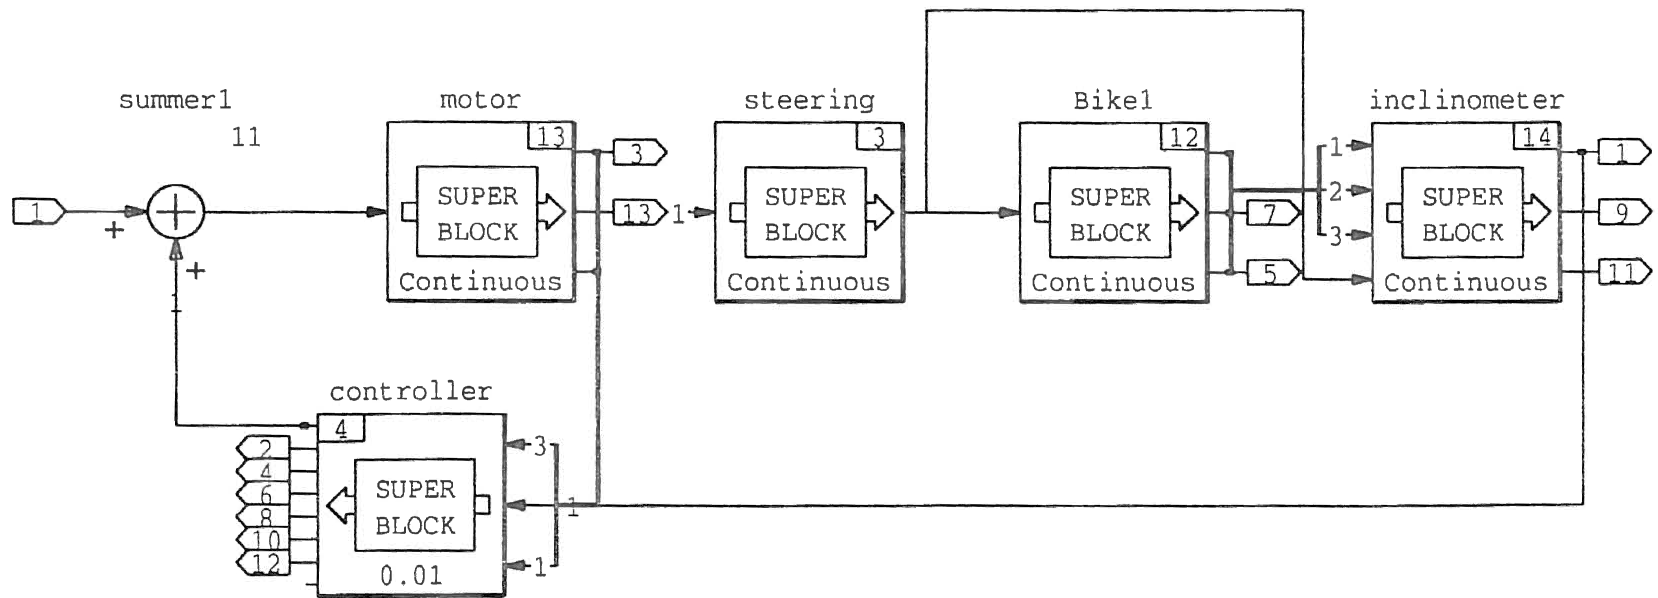 summer1 motor steering Bike1 inclinometer
11
13 3 12 14
3 1 1
1 SUPER SUPER SUPER 2 SUPER
BLOCK 13 1 BLOCK BLOCK 7 3 BLOCK 9
Continuous Continuous Continuous 5 Continuous 11
+
+
controller
4
2 3
4
6 SUPER
8 BLOCK 1
10
12 1
0.01